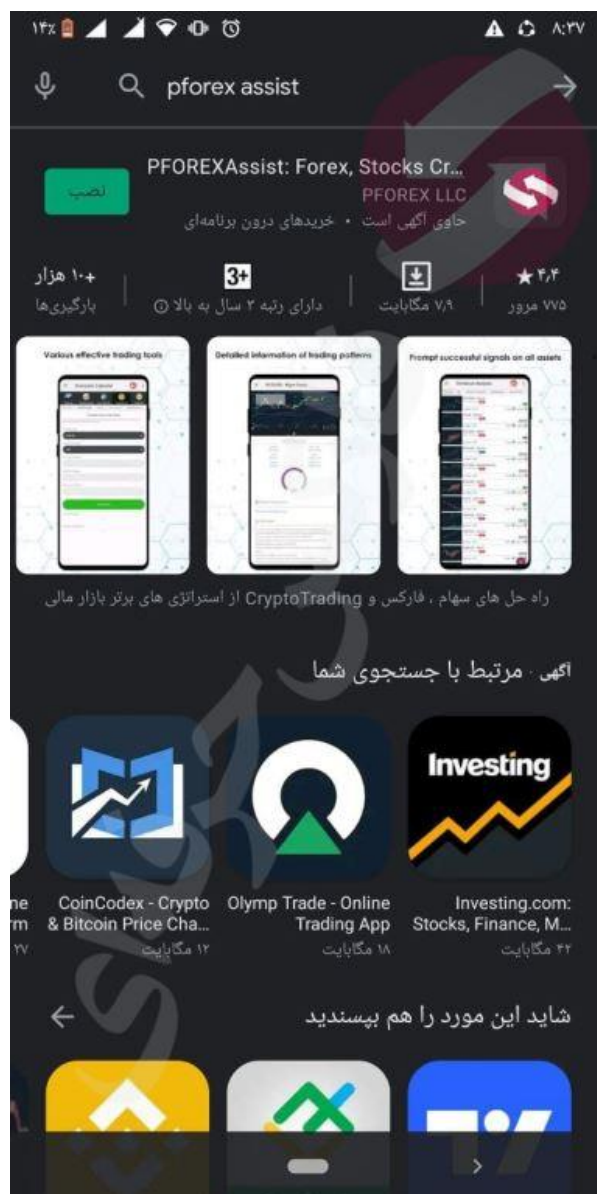 ۸:۳۷ ۱۴٪
pforex assist
PFOREXAssist: Forex, Stocks Cr...
PFOREX LLC
حاوی آگهی است • خریدهای درون برنامه‌ای
نصب
۴٫۴ ★
۷۷۵ مرور
۷٫۹ مگابایت
3+
دارای رتبه ۳ سال به بالا
+۱۰ هزار
بارگیری‌ها
Various effective trading tools
Detailed information of trading patterns
Prompt successful signals on all assets
راه حل های سهام ، فارکس و CryptoTrading از استراتژی های برتر بازار مالی
آگهی · مرتبط با جستجوی شما
Investing
Investing.com:
Stocks, Finance, M...
۴۲ مگابایت
Olymp Trade - Online
Trading App
۱۸ مگابایت
CoinCodex - Crypto
& Bitcoin Price Cha...
۱۲ مگابایت
ne
rm
۲۷
شاید این مورد را هم بپسندید